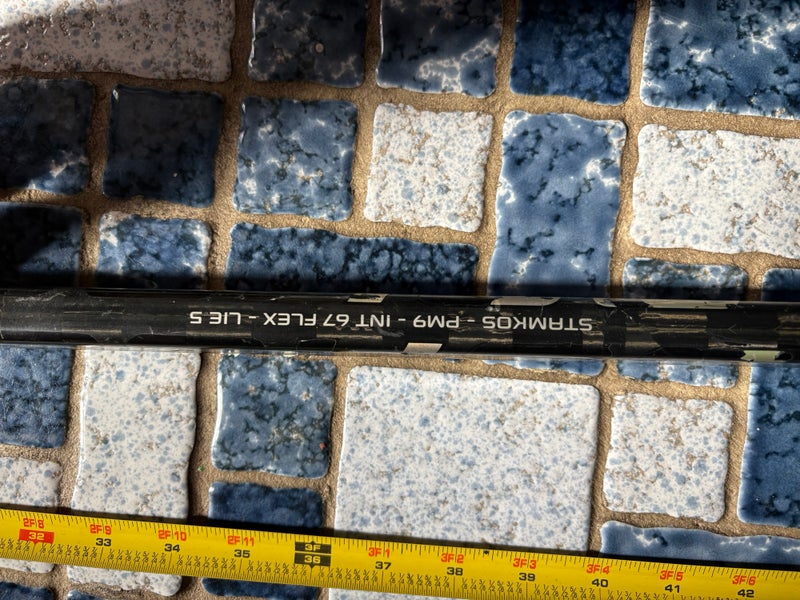 STAMKOS - PM9 - INT 67 FLEX - LIE 5
2F8 2F9 2F10 2F11 3F 3F1 3F2 3F3 3F4 3F5 3F6
32 33 34 35 36 37 38 39 40 41 42